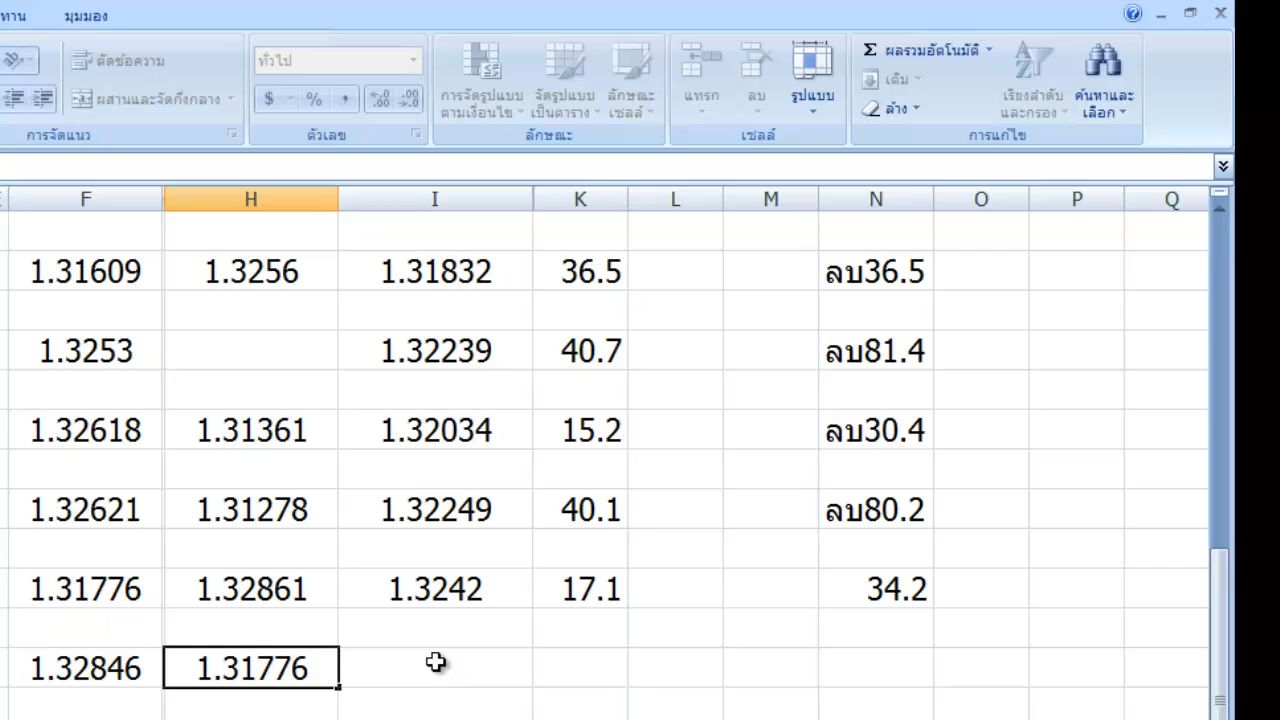 ทาน มุมมอง
ตัดข้อความ ทั่วไป ผลรวมอัตโนมัติ
เติม
ผสานและจัดกึ่งกลาง $ % , การจัดรูปแบบ จัดรูปแบบ ลักษณะ แทรก ลบ รูปแบบ เรียงลำดับ ค้นหาและ
ตามเงื่อนไข เป็นตาราง เซลล์ ล้าง และกรอง เลือก
การจัดแนว ตัวเลข ลักษณะ เซลล์ การแก้ไข
F H I K L M N O P Q
1.31609 1.3256 1.31832 36.5 ลบ36.5
1.3253 1.32239 40.7 ลบ81.4
1.32618 1.31361 1.32034 15.2 ลบ30.4
1.32621 1.31278 1.32249 40.1 ลบ80.2
1.31776 1.32861 1.3242 17.1 34.2
1.32846 1.31776